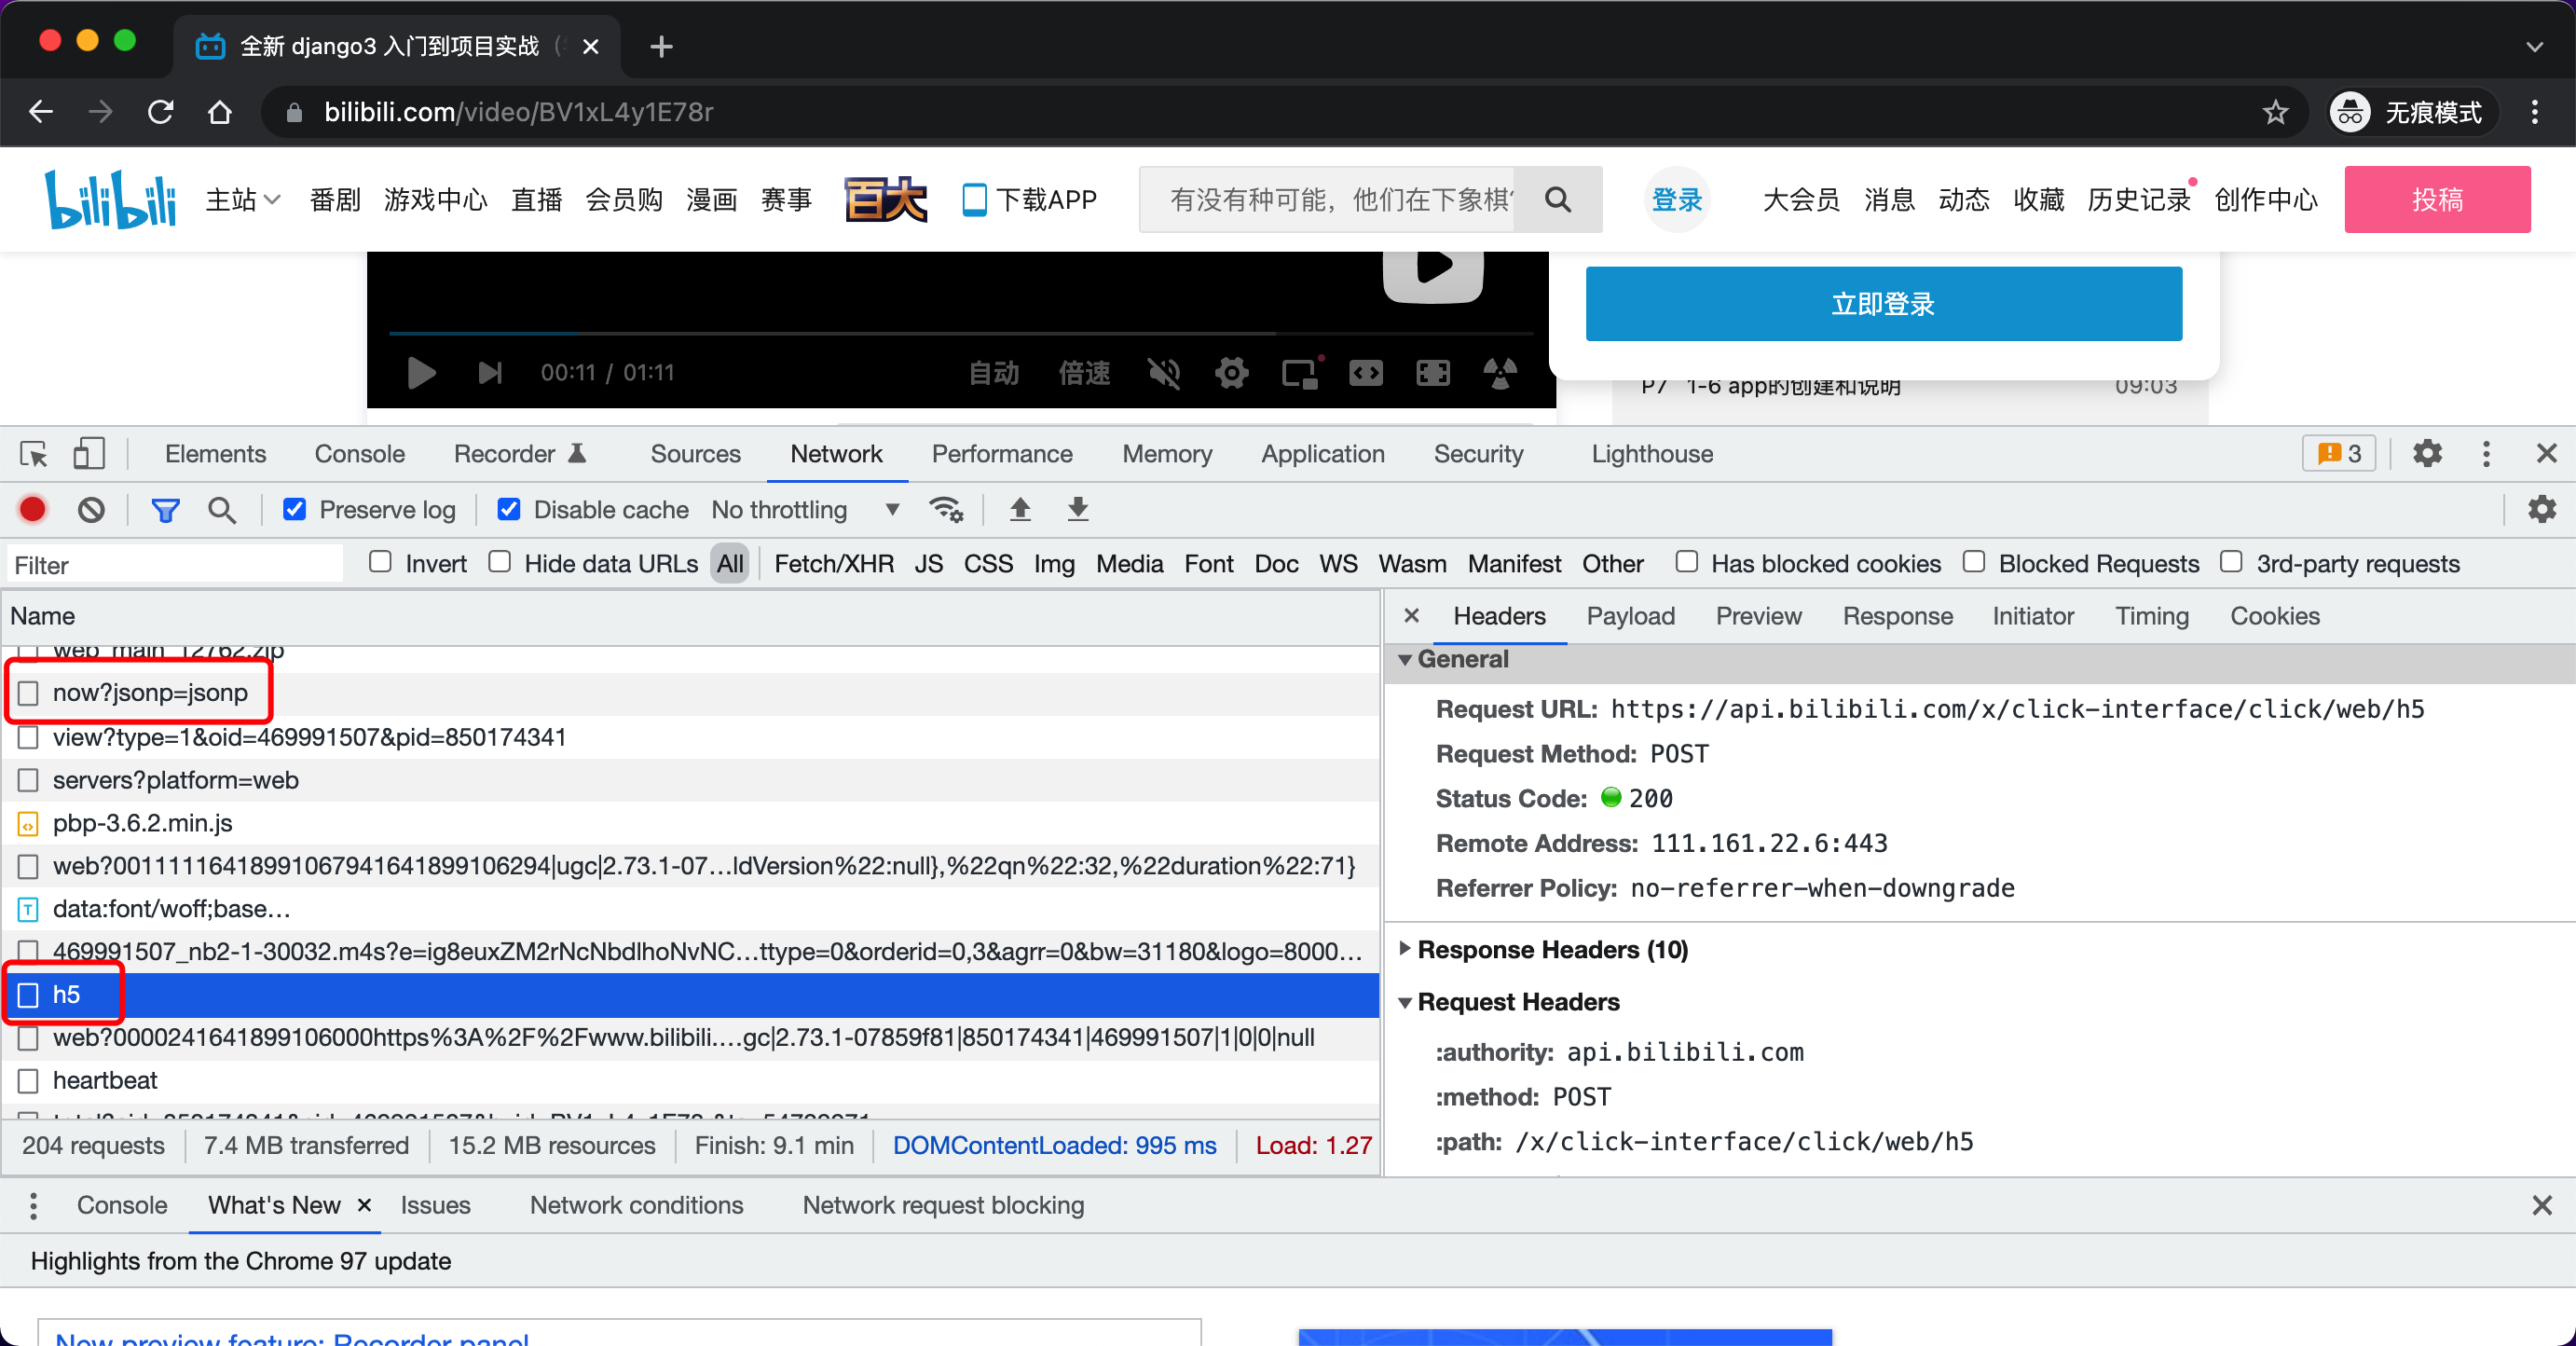 全新 django3 入门到项目实战
bilibili.com/video/BV1xL4y1E78r
无痕模式
bilibili 主站 番剧 游戏中心 直播 会员购 漫画 赛事 百大 下载APP 有没有种可能，他们在下象棋 登录 大会员 消息 动态 收藏 历史记录 创作中心 投稿
立即登录
00:11 / 01:11 自动 倍速
P7 1-6 app的创建和说明 09:03
Elements Console Recorder Sources Network Performance Memory Application Security Lighthouse 3
Preserve log Disable cache No throttling
Filter Invert Hide data URLs All Fetch/XHR JS CSS Img Media Font Doc WS Wasm Manifest Other Has blocked cookies Blocked Requests 3rd-party requests
Name
web_main_12762.zip
now?jsonp=jsonp
view?type=1&oid=469991507&pid=850174341
servers?platform=web
pbp-3.6.2.min.js
web?00111116418991067941641899106294|ugc|2.73.1-07…ldVersion%22:null},%22qn%22:32,%22duration%22:71}
data:font/woff;base…
469991507_nb2-1-30032.m4s?e=ig8euxZM2rNcNbdlhoNvNC…ttype=0&orderid=0,3&agrr=0&bw=31180&logo=8000…
h5
web?0000241641899106000https%3A%2F%2Fwww.bilibili.…gc|2.73.1-07859f81|850174341|469991507|1|0|0|null
heartbeat
204 requests 7.4 MB transferred 15.2 MB resources Finish: 9.1 min DOMContentLoaded: 995 ms Load: 1.27
Headers Payload Preview Response Initiator Timing Cookies
General
Request URL: https://api.bilibili.com/x/click-interface/click/web/h5
Request Method: POST
Status Code: 200
Remote Address: 111.161.22.6:443
Referrer Policy: no-referrer-when-downgrade
Response Headers (10)
Request Headers
:authority: api.bilibili.com
:method: POST
:path: /x/click-interface/click/web/h5
Console What's New Issues Network conditions Network request blocking
Highlights from the Chrome 97 update
New preview feature: Recorder panel